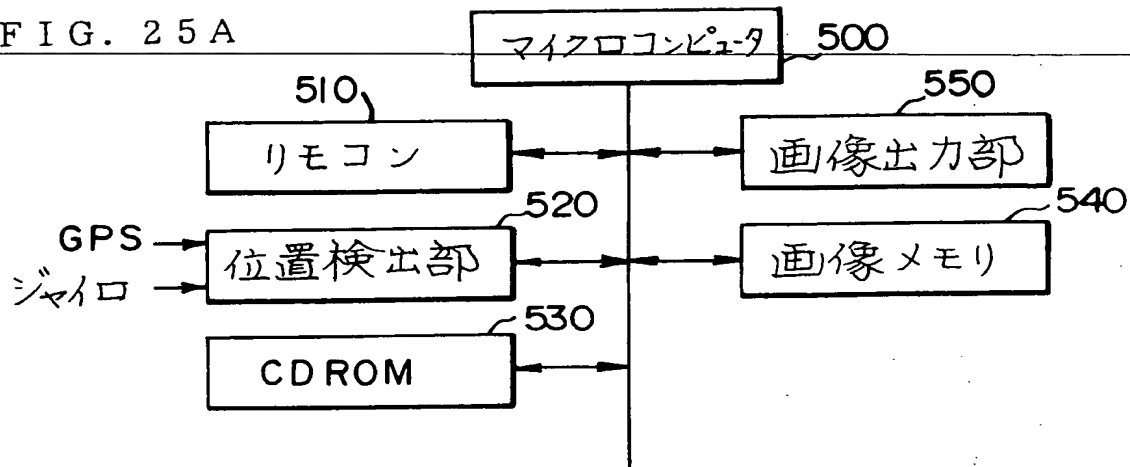 FIG. 25A
マイクロコンピュータ 500
510
リモコン
550
画像出力部
GPS
ジャイロ
520
位置検出部
540
画像メモリ
530
CDROM